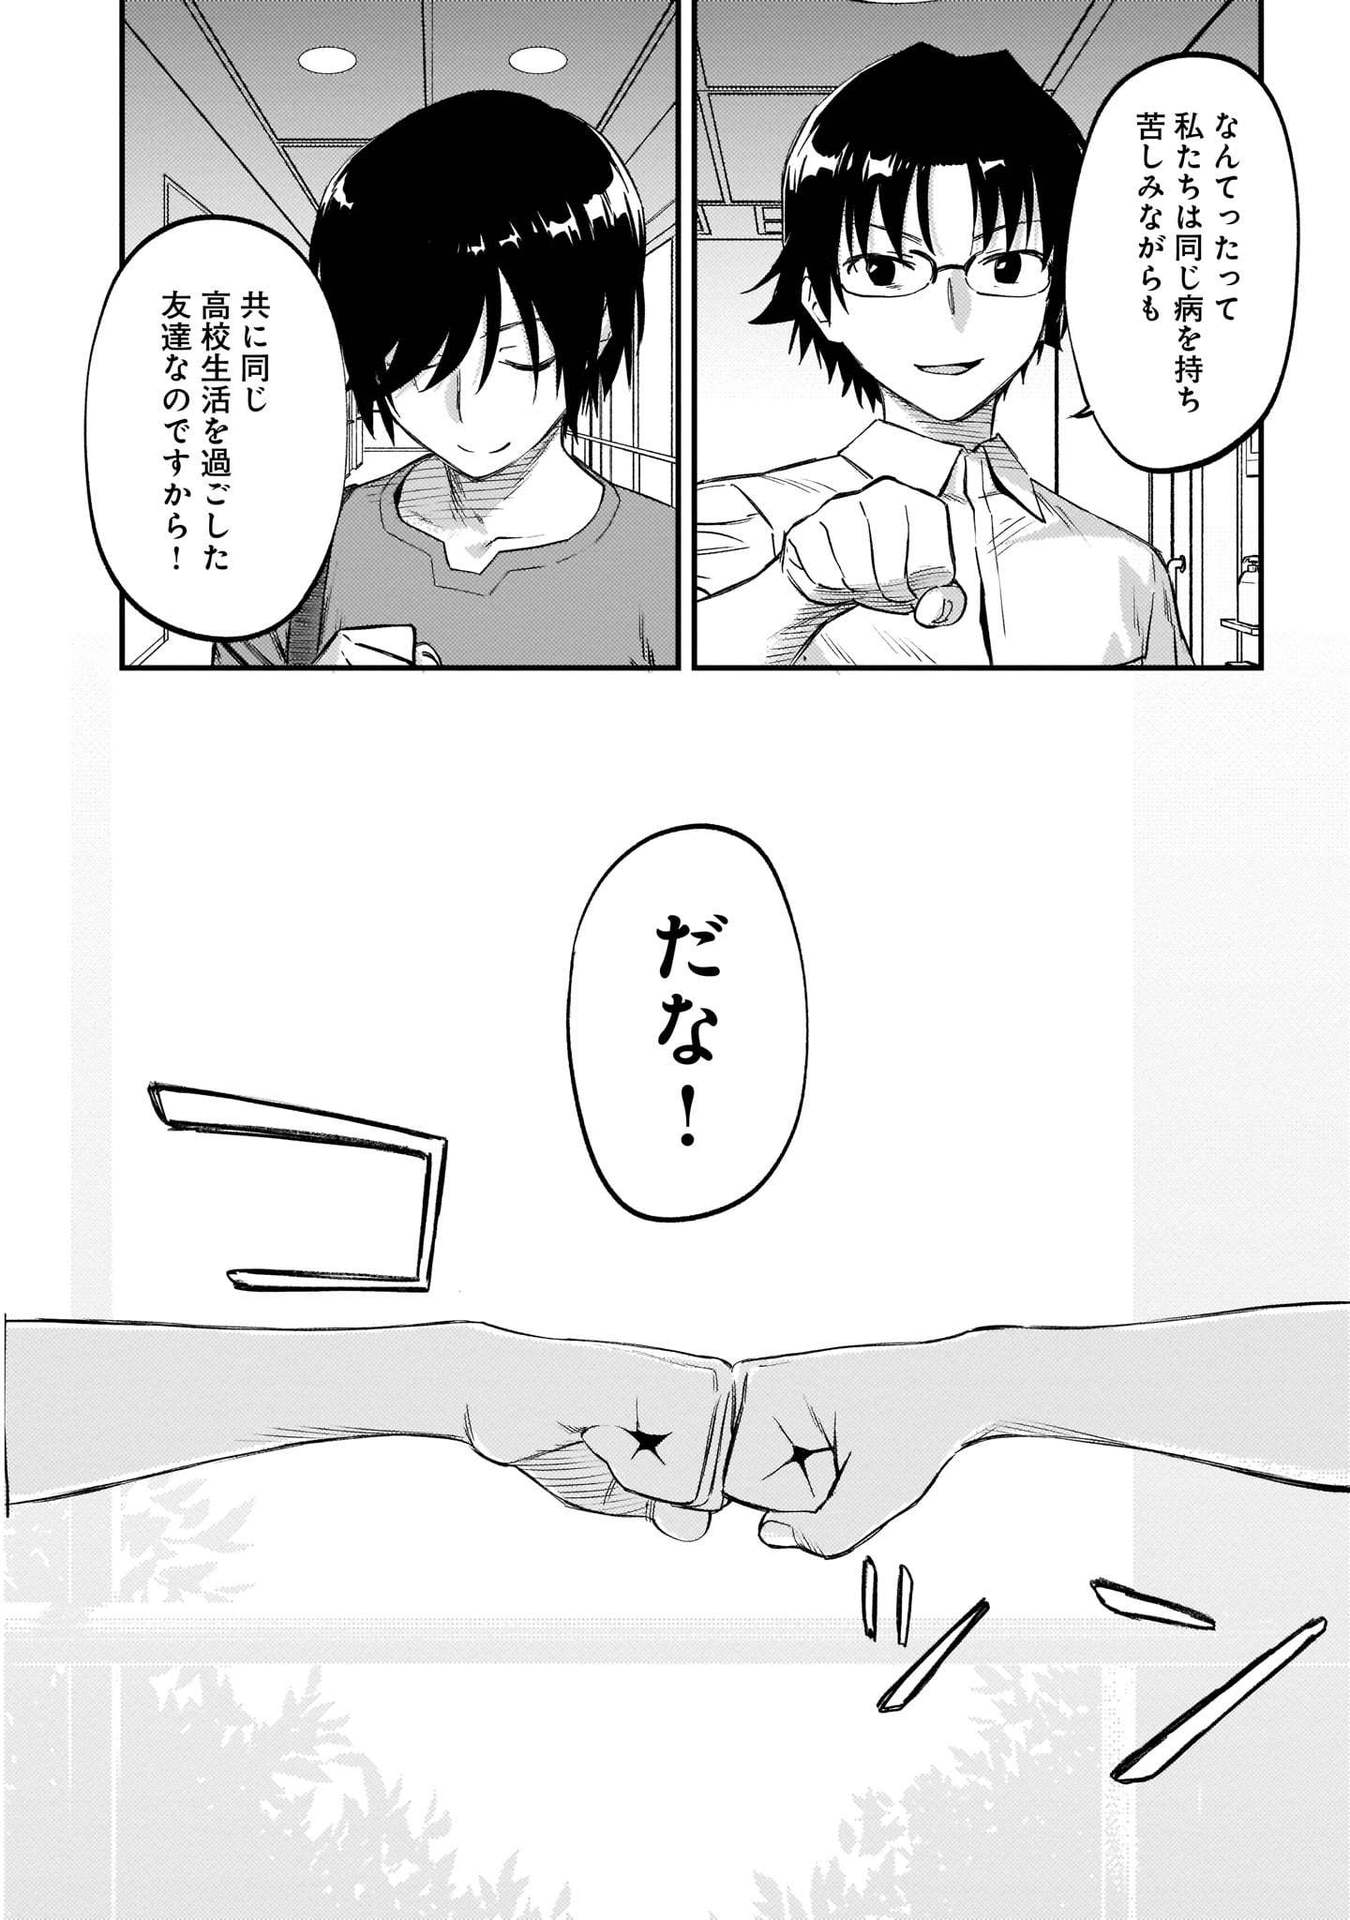 なんてったって
私たちは同じ病を持ち
苦しみながらも
共に同じ
高校生活を過ごした
友達なのですから！
だな！
コツン